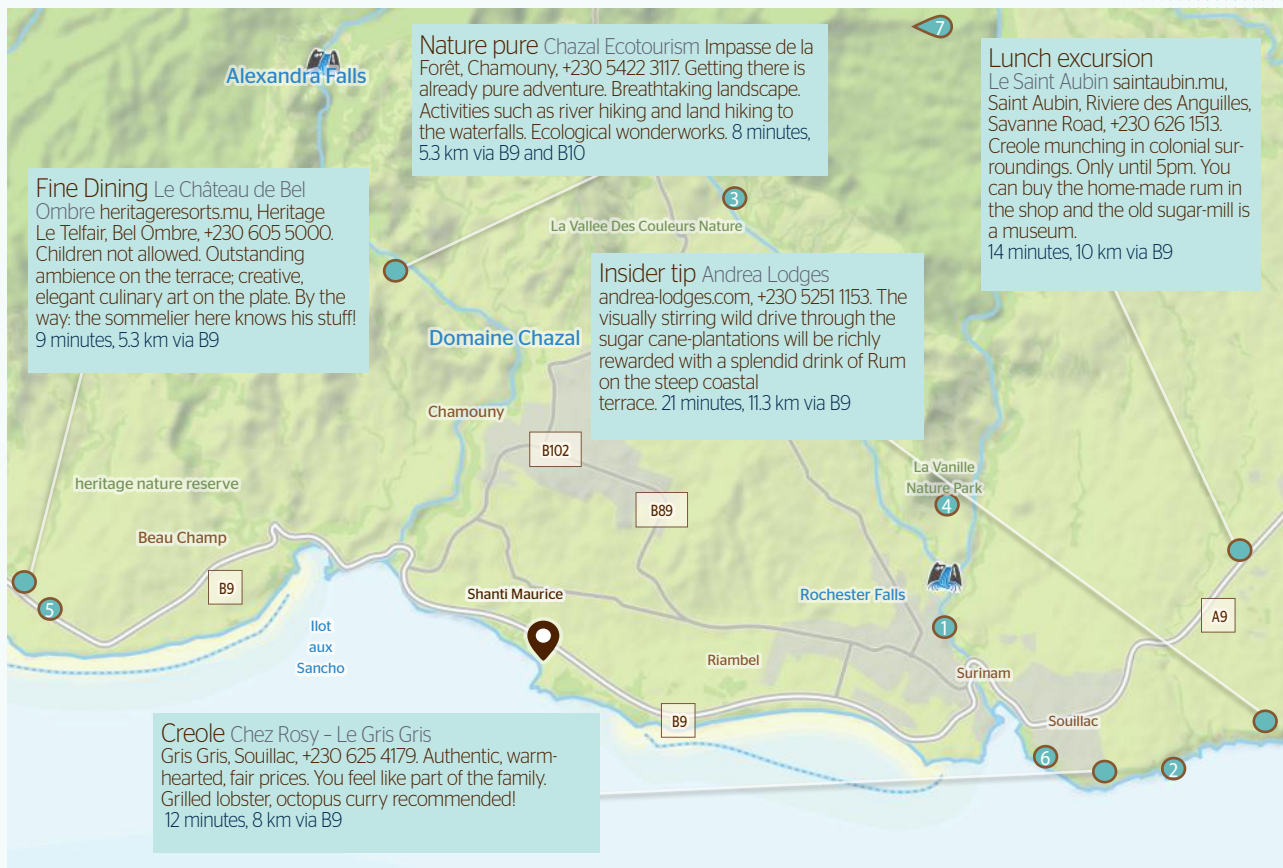 7
Nature pure Chazal Ecotourism Impasse de la
Forêt, Chamouny, +230 5422 3117. Getting there is
already pure adventure. Breathtaking landscape.
Activities such as river hiking and land hiking to
the waterfalls. Ecological wonderworks. 8 minutes,
5.3 km via B9 and B10
Lunch excursion
Le Saint Aubin saintaubin.mu,
Saint Aubin, Riviere des Anguilles,
Savanne Road, +230 626 1513.
Creole munching in colonial sur-
roundings. Only until 5pm. You
can buy the home-made rum in
the shop and the old sugar-mill is
a museum.
14 minutes, 10 km via B9
Alexandra Falls
Fine Dining Le Château de Bel
Ombre heritageresorts.mu, Heritage
Le Telfair, Bel Ombre, +230 605 5000.
Children not allowed. Outstanding
ambience on the terrace; creative,
elegant culinary art on the plate. By the
way: the sommelier here knows his stuff!
9 minutes, 5.3 km via B9
3
La Vallee Des Couleurs Nature
Insider tip Andrea Lodges
andrea-lodges.com, +230 5251 1153. The
visually stirring wild drive through the
sugar cane-plantations will be richly
rewarded with a splendid drink of Rum
on the steep coastal
terrace. 21 minutes, 11.3 km via B9
Domaine Chazal
Chamouny
B102
La Vanille
Nature Park
4
heritage nature reserve
B89
Beau Champ
B9
5
Shanti Maurice
Rochester Falls
1
A9
Ilot
aux
Sancho
Riambel
Surinam
B9
Souillac
6
2
Creole Chez Rosy – Le Gris Gris
Gris Gris, Souillac, +230 625 4179. Authentic, warm-
hearted, fair prices. You feel like part of the family.
Grilled lobster, octopus curry recommended!
12 minutes, 8 km via B9